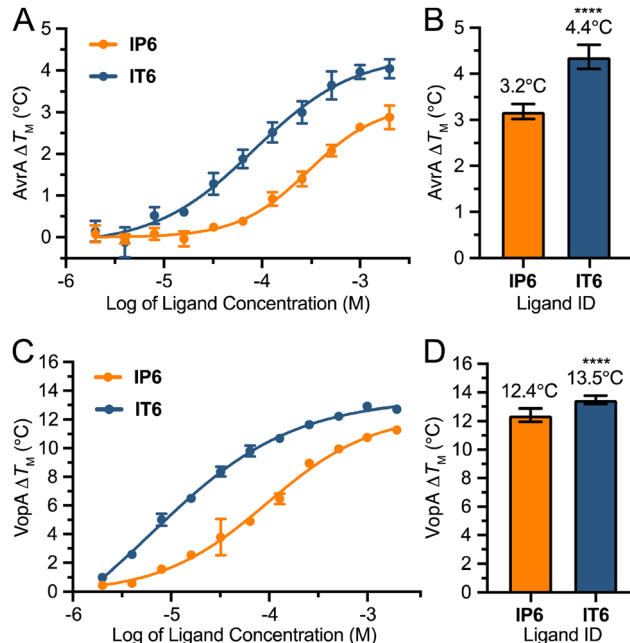 A
IP6
IT6
AvrA ΔTM (°C)
5
4
3
2
1
0
-6
-5
-4
-3
-2
Log of Ligand Concentration (M)
B
****
4.4°C
3.2°C
AvrA ΔTM (°C)
5
4
3
2
1
0
IP6
IT6
Ligand ID
C
IP6
IT6
VopA ΔTM (°C)
16
14
12
10
8
6
4
2
0
-6
-5
-4
-3
Log of Ligand Concentration (M)
D
****
12.4°C 13.5°C
VopA ΔTM (°C)
16
14
12
10
8
6
4
2
0
IP6
IT6
Ligand ID